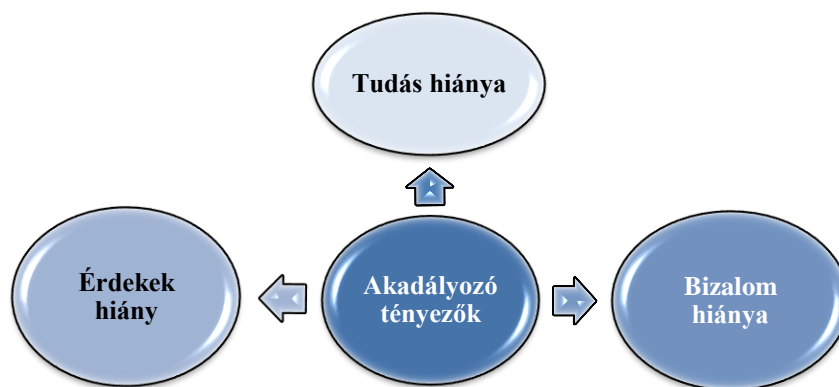 Tudás hiánya
Érdekek
hiány
Akadályozó
tényezők
Bizalom
hiánya